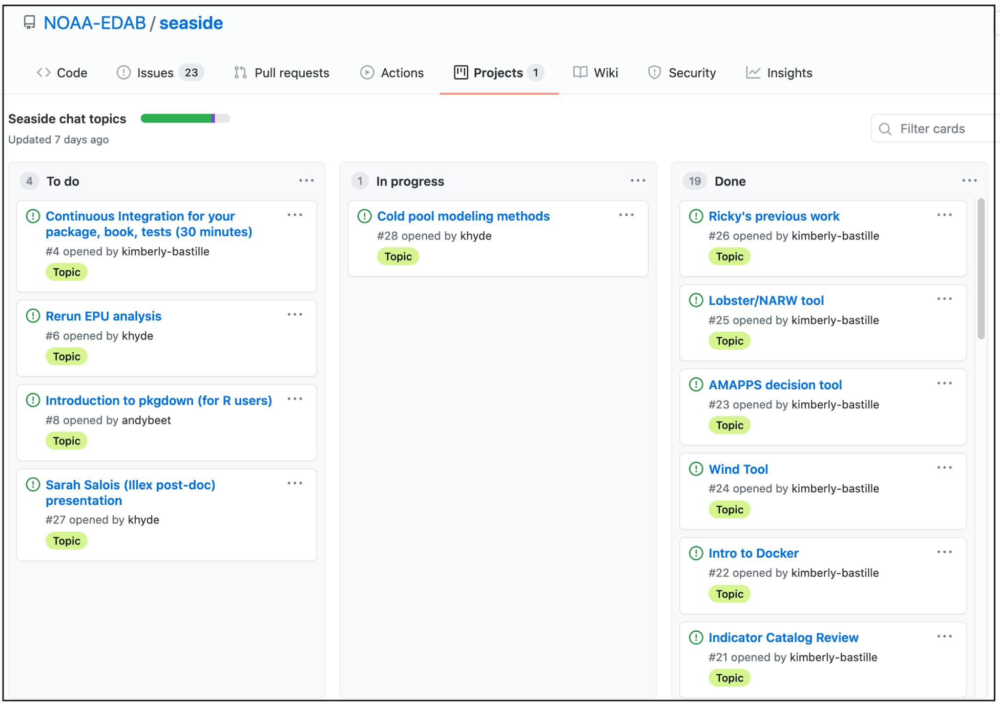 NOAA-EDAB / seaside
Code Issues 23 Pull requests Actions Projects 1 Wiki Security Insights
Seaside chat topics
Updated 7 days ago
Filter cards
4 To do
Continuous Integration for your
package, book, tests (30 minutes)
#4 opened by kimberly-bastille
Topic
Rerun EPU analysis
#6 opened by khyde
Topic
Introduction to pkgdown (for R users)
#8 opened by andybeet
Topic
Sarah Salois (Illex post-doc)
presentation
#27 opened by khyde
Topic
1 In progress
Cold pool modeling methods
#28 opened by khyde
Topic
19 Done
Ricky's previous work
#26 opened by kimberly-bastille
Topic
Lobster/NARW tool
#25 opened by kimberly-bastille
Topic
AMAPPS decision tool
#23 opened by kimberly-bastille
Topic
Wind Tool
#24 opened by kimberly-bastille
Topic
Intro to Docker
#22 opened by kimberly-bastille
Topic
Indicator Catalog Review
#21 opened by kimberly-bastille
Topic